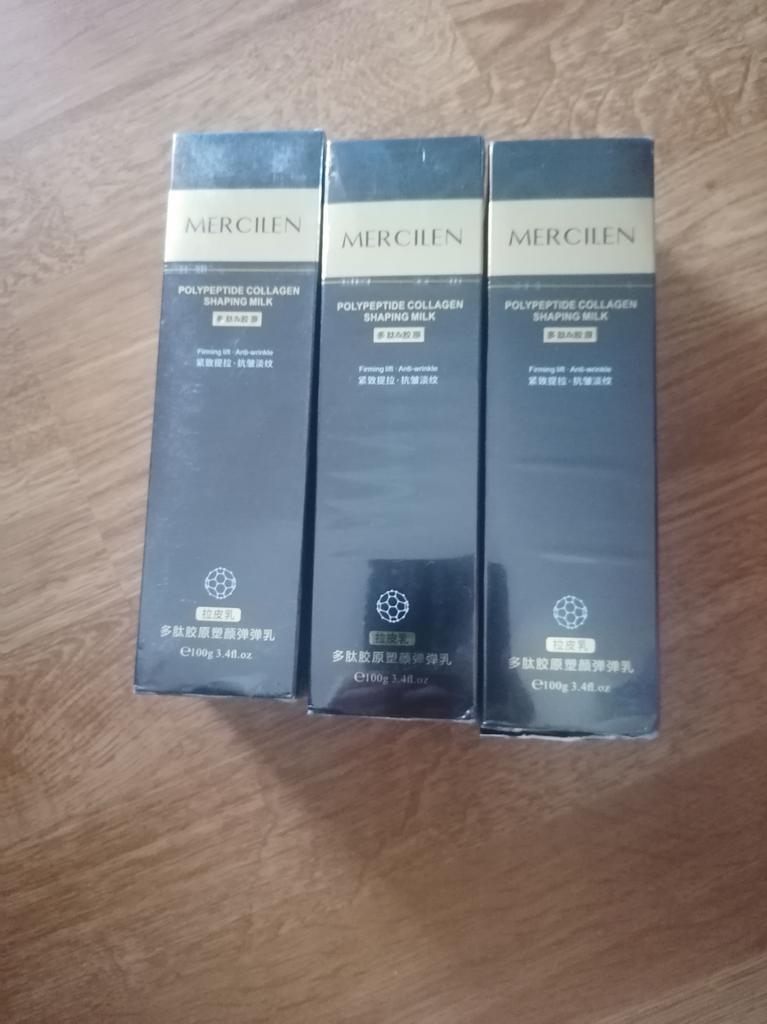 MERCILEN
POLYPEPTIDE COLLAGEN
SHAPING MILK
多肽&胶原
Firming lift · Anti-wrinkle
紧致提拉·抗皱淡纹
拉皮乳
多肽胶原塑颜弹弹乳
℮100g 3.4fl.oz
MERCILEN
POLYPEPTIDE COLLAGEN
SHAPING MILK
多肽&胶原
Firming lift · Anti-wrinkle
紧致提拉·抗皱淡纹
拉皮乳
多肽胶原塑颜弹弹乳
℮100g 3.4fl.oz
MERCILEN
POLYPEPTIDE COLLAGEN
SHAPING MILK
多肽&胶原
Firming lift · Anti-wrinkle
紧致提拉·抗皱淡纹
拉皮乳
多肽胶原塑颜弹弹乳
℮100g 3.4fl.oz